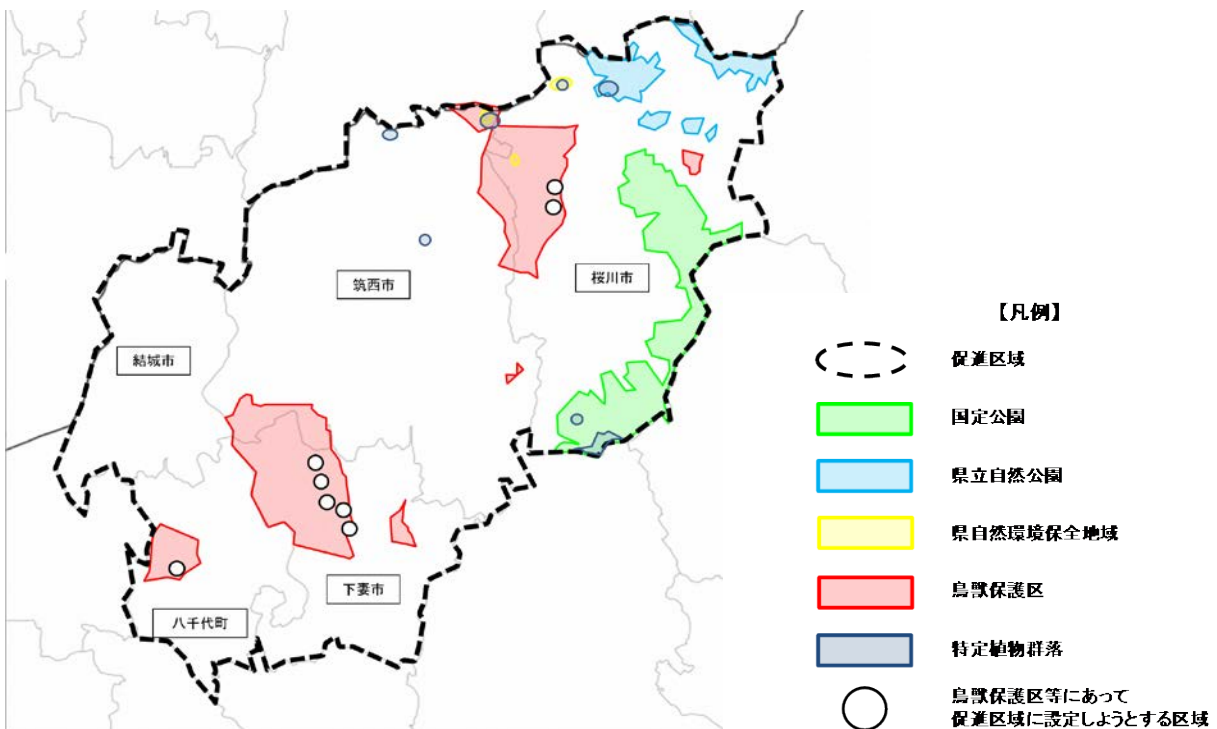 筑西市
桜川市
結城市
下妻市
八千代町
【凡例】
促進区域
国定公園
県立自然公園
県自然環境保全地域
鳥獣保護区
特定植物群落
鳥獣保護区等にあって
促進区域に設定しようとする区域